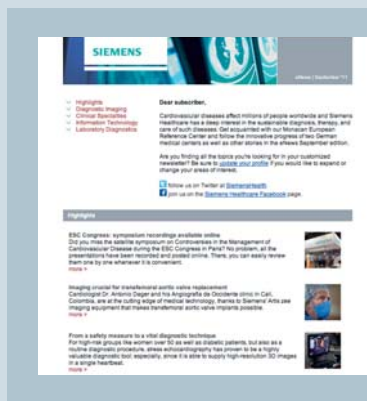 SIEMENS
eNews | September '11
Highlights
Diagnostic Imaging
Clinical Specialties
Information Technology
Laboratory Diagnostics
Dear subscriber,
Cardiovascular diseases affect millions of people worldwide and Siemens
Healthcare has a deep interest in the sustainable diagnosis, therapy, and
care of such diseases. Get acquainted with our Monacan European
Reference Center and follow the innovative progress of two German
medical centers as well as other stories in the eNews September edition.
Are you finding all the topics you're looking for in your customized
newsletter? Be sure to update your profile if you would like to expand or
change your areas of interest.
follow us on Twitter at SiemensHealth
join us on the Siemens Healthcare Facebook page.
Highlights
ESC Congress: symposium recordings available online
Did you miss the satellite symposium on Controversies in the Management of
Cardiovascular Disease during the ESC Congress in Paris? No problem, all the
presentations have been recorded and posted online. There, you can easily review
them one by one whenever it is convenient.
more >
Imaging crucial for transfemoral aortic valve replacement
Cardiologist Dr. Antonio Dager and his Angiografia de Occidente clinic in Cali,
Colombia, are at the cutting edge of medical technology, thanks to Siemens' Artis zee
imaging equipment that makes transfemoral aortic valve implants possible.
more >
From a safety measure to a vital diagnostic technique
For high-risk groups like women over 50 as well as diabetic patients, but also as a
routine diagnostic procedure, stress echocardiography has proven to be a highly
valuable diagnostic tool; especially, since it is able to supply high-resolution 3D images
in a single heartbeat.
more >